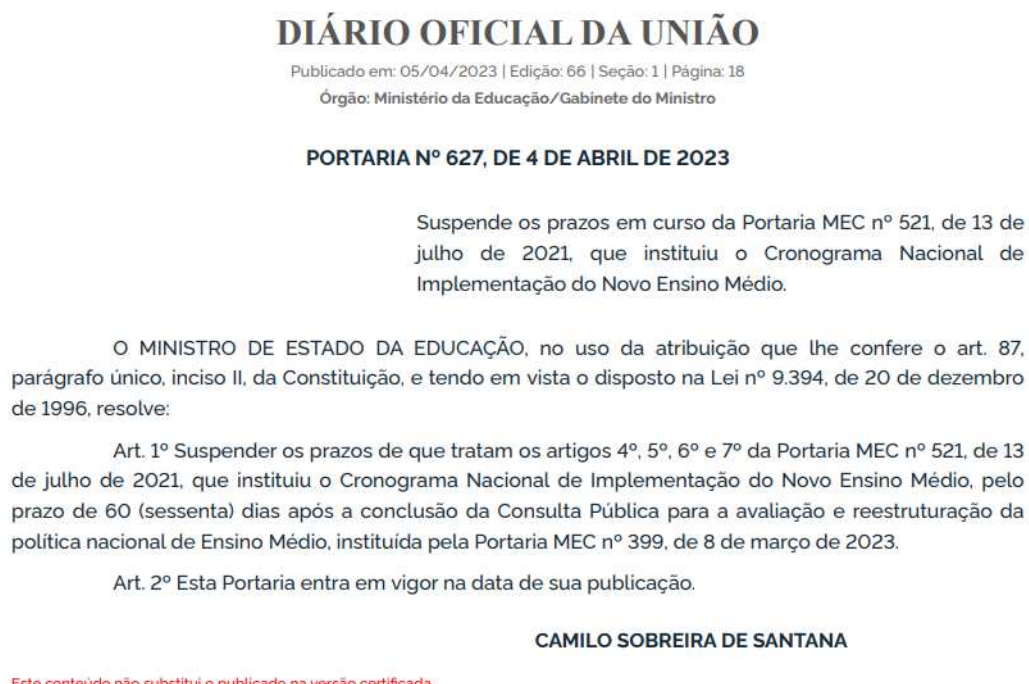 DIÁRIO OFICIAL DA UNIÃO
Publicado em: 05/04/2023 | Edição: 66 | Seção: 1 | Página: 18
Órgão: Ministério da Educação/Gabinete do Ministro
PORTARIA Nº 627, DE 4 DE ABRIL DE 2023
Suspende os prazos em curso da Portaria MEC nº 521, de 13 de
julho de 2021, que instituiu o Cronograma Nacional de
Implementação do Novo Ensino Médio.
O MINISTRO DE ESTADO DA EDUCAÇÃO, no uso da atribuição que lhe confere o art. 87,
parágrafo único, inciso II, da Constituição, e tendo em vista o disposto na Lei nº 9.394, de 20 de dezembro
de 1996, resolve:
Art. 1º Suspender os prazos de que tratam os artigos 4º, 5º, 6º e 7º da Portaria MEC nº 521, de 13
de julho de 2021, que instituiu o Cronograma Nacional de Implementação do Novo Ensino Médio, pelo
prazo de 60 (sessenta) dias após a conclusão da Consulta Pública para a avaliação e reestruturação da
política nacional de Ensino Médio, instituída pela Portaria MEC nº 399, de 8 de março de 2023.
Art. 2º Esta Portaria entra em vigor na data de sua publicação.
CAMILO SOBREIRA DE SANTANA
Este conteúdo não substitui o publicado na versão certificada.